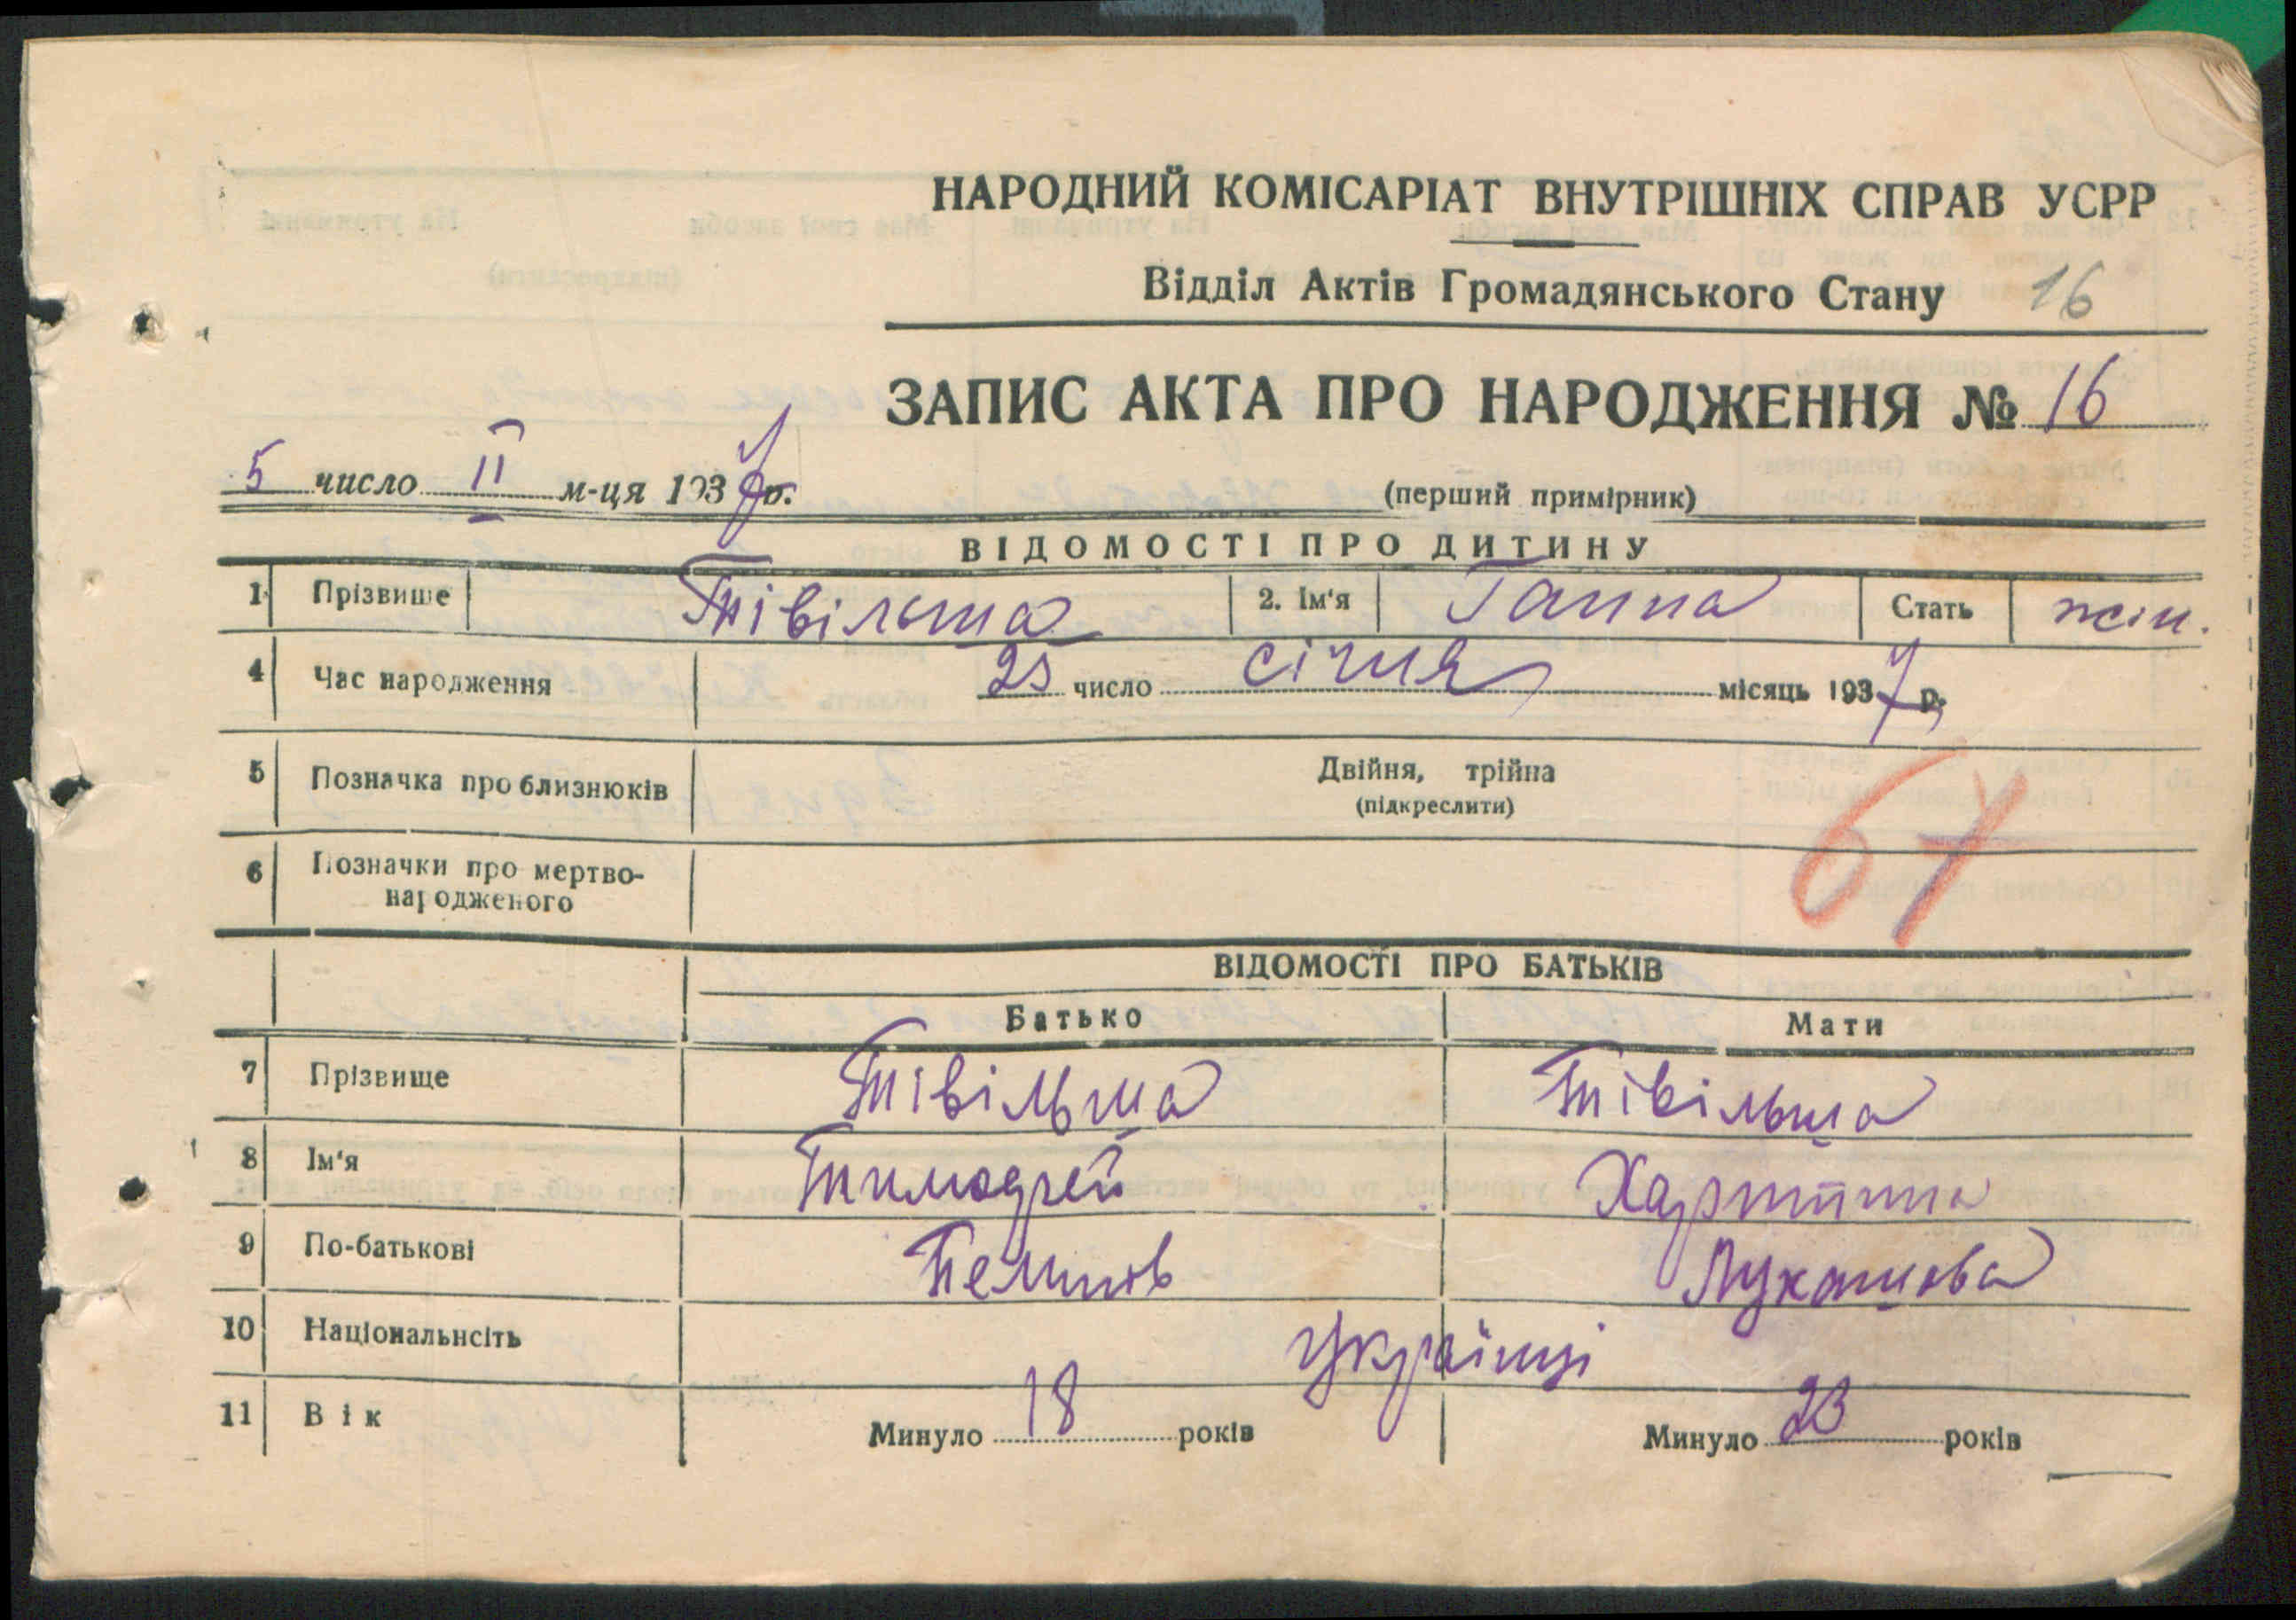 НАРОДНИЙ КОМІСАРІАТ ВНУТРІШНІХ СПРАВ УСРР
Відділ Актів Громадянського Стану 16
ЗАПИС АКТА ПРО НАРОДЖЕННЯ № 16
5 число II м-ця 1937 р.
(перший примірник)
ВІДОМОСТІ ПРО ДИТИНУ
1 Прізвище Тівільша 2. Ім'я Ганна Стать жін.
4 Час народження 23 число січня місяць 1937 р.
5 Позначка про близнюків Двійня, трійна
(підкреслити)
6 Позначки про мертво-
народженого
67
ВІДОМОСТІ ПРО БАТЬКІВ
Батько Мати
7 Прізвище Тівільша Тівільша
8 Ім'я Тимофей Харитина
9 По-батькові Лукашова
10 Національнсіть Українці
11 Вік Минуло 18 років Минуло 23 років